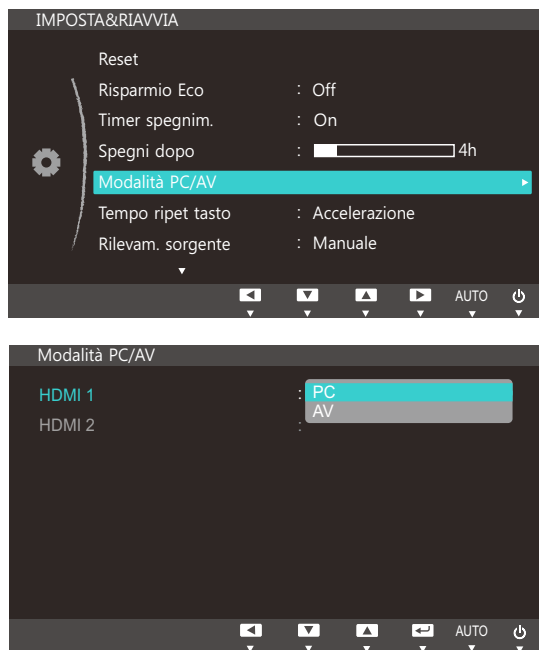 IMPOSTA&RIAVVIA
Reset
Risparmio Eco : Off
Timer spegnim. : On
Spegni dopo : 4h
Modalità PC/AV
Tempo ripet tasto : Accelerazione
Rilevam. sorgente : Manuale
AUTO
Modalità PC/AV
HDMI 1 : PC
AV
HDMI 2 :
AUTO